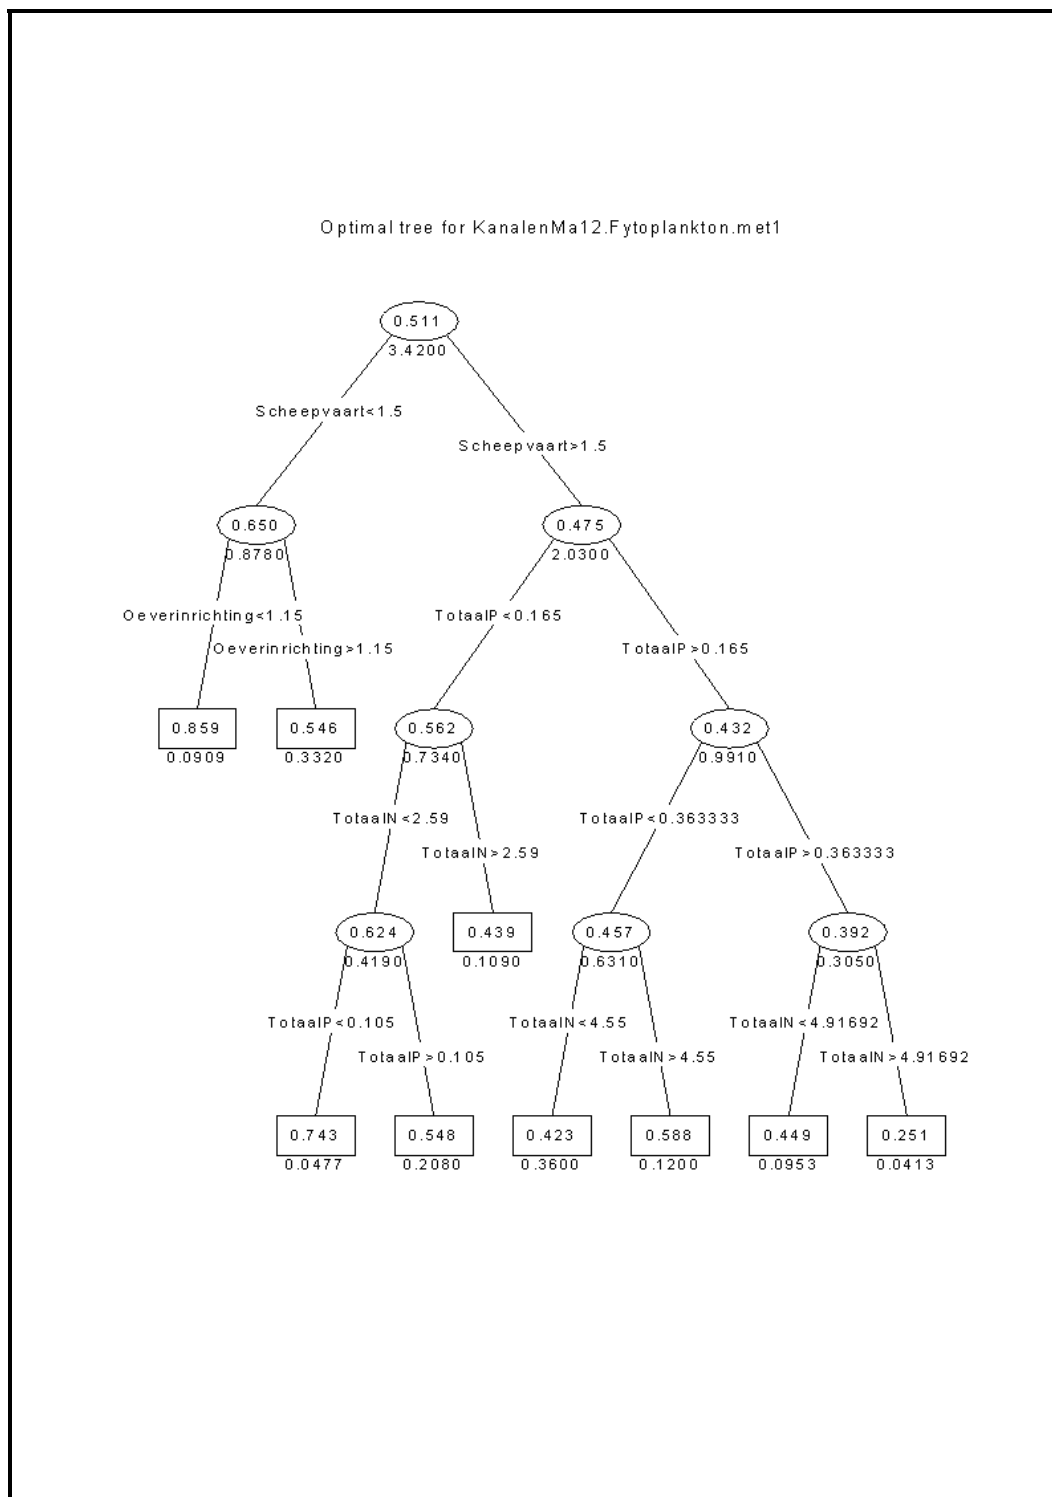 Optimal tree for KanalenMa12.Fytoplankton.met1
0.511
3.4200
Scheepvaart<1.5
Scheepvaart>1.5
0.650
0.475
0.8780
2.0300
Oeverinrichting<1.15
TotaalP<0.165
Oeverinrichting>1.15
TotaalP>0.165
0.859
0.546
0.562
0.432
0.0909
0.3320
0.7340
0.9910
TotaalN<2.59
TotaalP<0.363333
TotaalN>2.59
TotaalP>0.363333
0.624
0.439
0.457
0.392
0.4190
0.1090
0.6310
0.3050
TotaalP<0.105
TotaalN<4.55
TotaalN<4.91692
TotaalP>0.105
TotaalN>4.55
TotaalN>4.91692
0.743
0.548
0.423
0.588
0.449
0.251
0.0477
0.2080
0.3600
0.1200
0.0953
0.0413